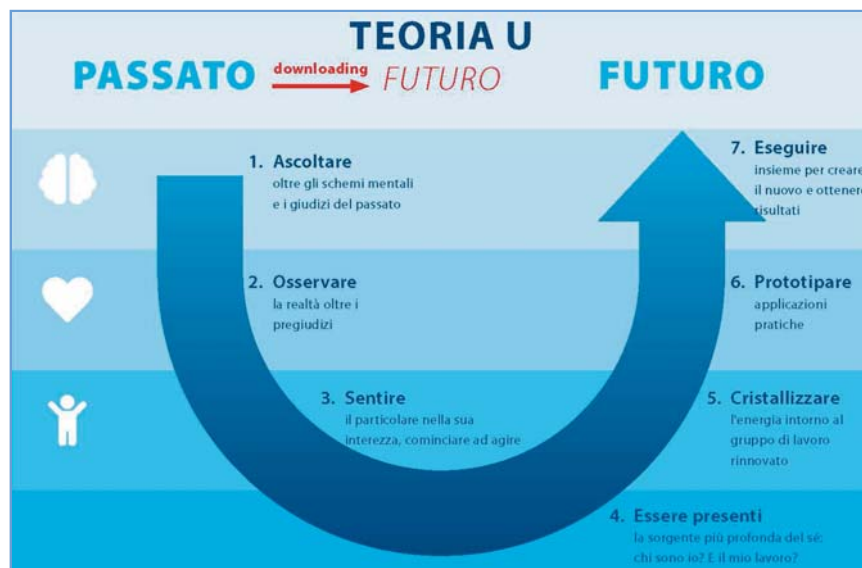 TEORIA U
PASSATO downloading FUTURO FUTURO
1. Ascoltare
oltre gli schemi mentali
e i giudizi del passato
2. Osservare
la realtà oltre i
pregiudizi
3. Sentire
il particolare nella sua
interezza, cominciare ad agire
4. Essere presenti
la sorgente più profonda del sé:
chi sono io? E il mio lavoro?
5. Cristallizzare
l'energia intorno al
gruppo di lavoro
rinnovato
6. Prototipare
applicazioni
pratiche
7. Eseguire
insieme per creare
il nuovo e ottenere
risultati